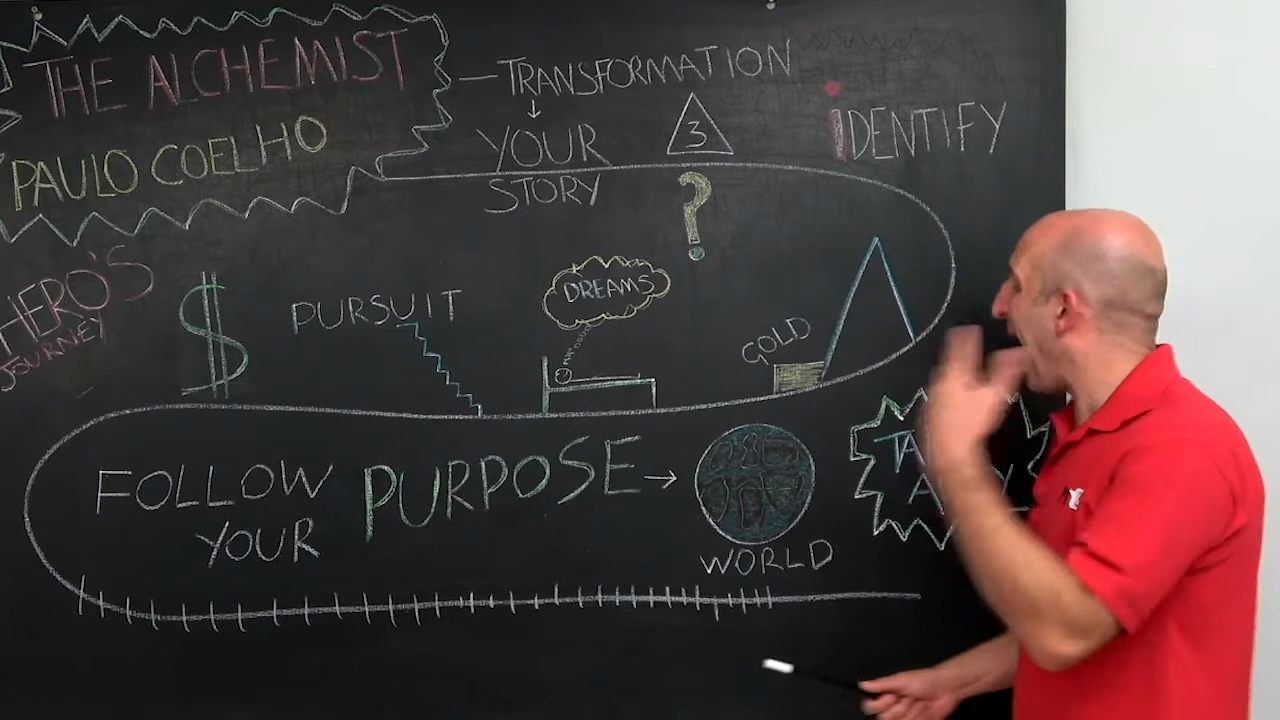 THE ALCHEMIST
PAULO COELHO
TRANSFORMATION
YOUR
STORY
3
?
iDENTIFY
HERO'S
JOURNEY
$
PURSUIT
DREAMS
GOLD
FOLLOW
YOUR
PURPOSE
WORLD